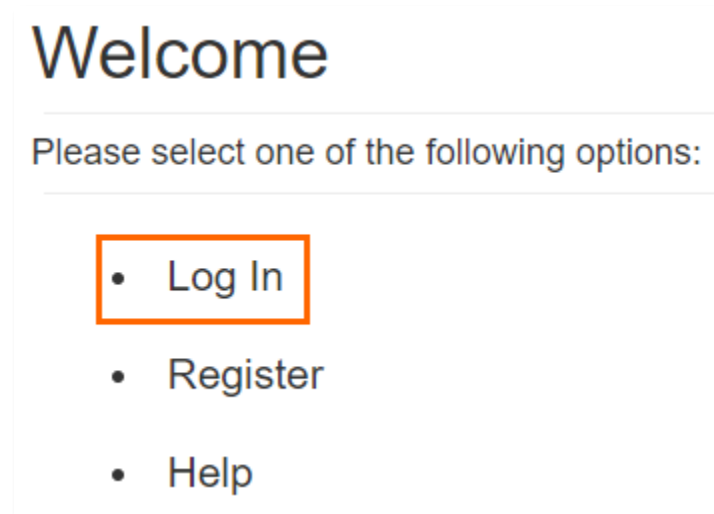 Welcome
Please select one of the following options:
• Log In
• Register
• Help